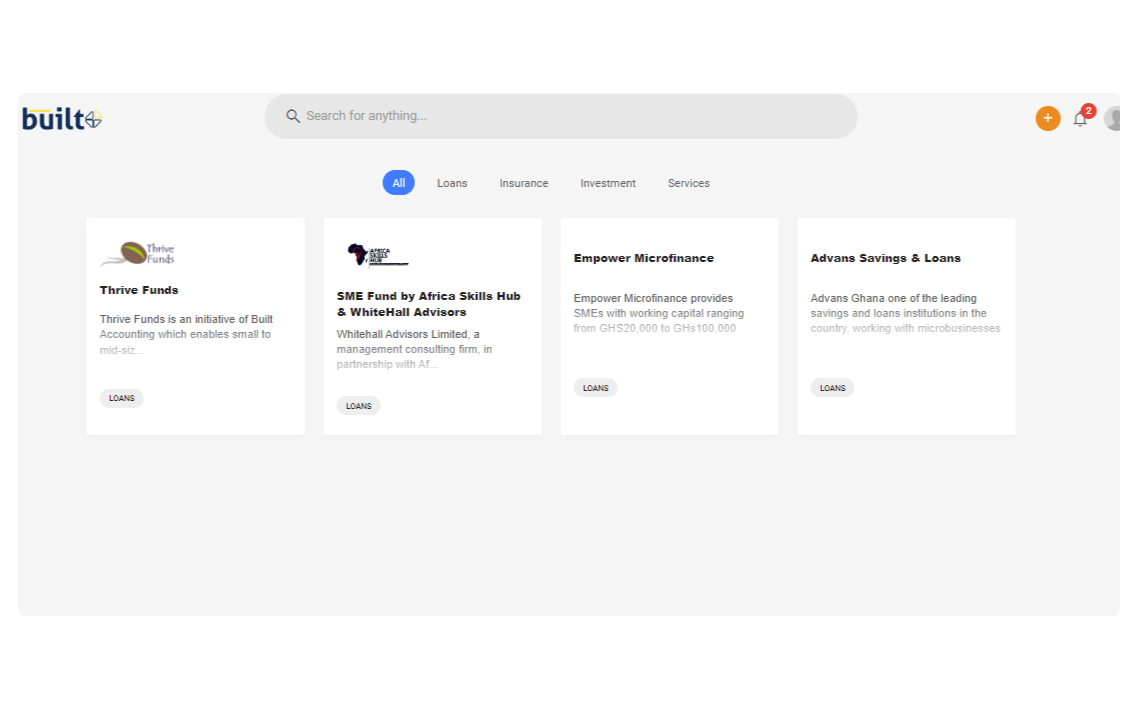 built
Search for anything...
+
2
All
Loans
Insurance
Investment
Services
Thrive
Funds
Thrive Funds
Thrive Funds is an initiative of Built
Accounting which enables small to
mid-siz...
LOANS
AFRICA
SKILLS
HUB
SME Fund by Africa Skills Hub
& WhiteHall Advisors
Whitehall Advisors Limited, a
management consulting firm, in
partnership with Af...
LOANS
Empower Microfinance
Empower Microfinance provides
SMEs with working capital ranging
from GHS20,000 to GHs100,000
LOANS
Advans Savings & Loans
Advans Ghana one of the leading
savings and loans institutions in the
country, working with microbusinesses
LOANS